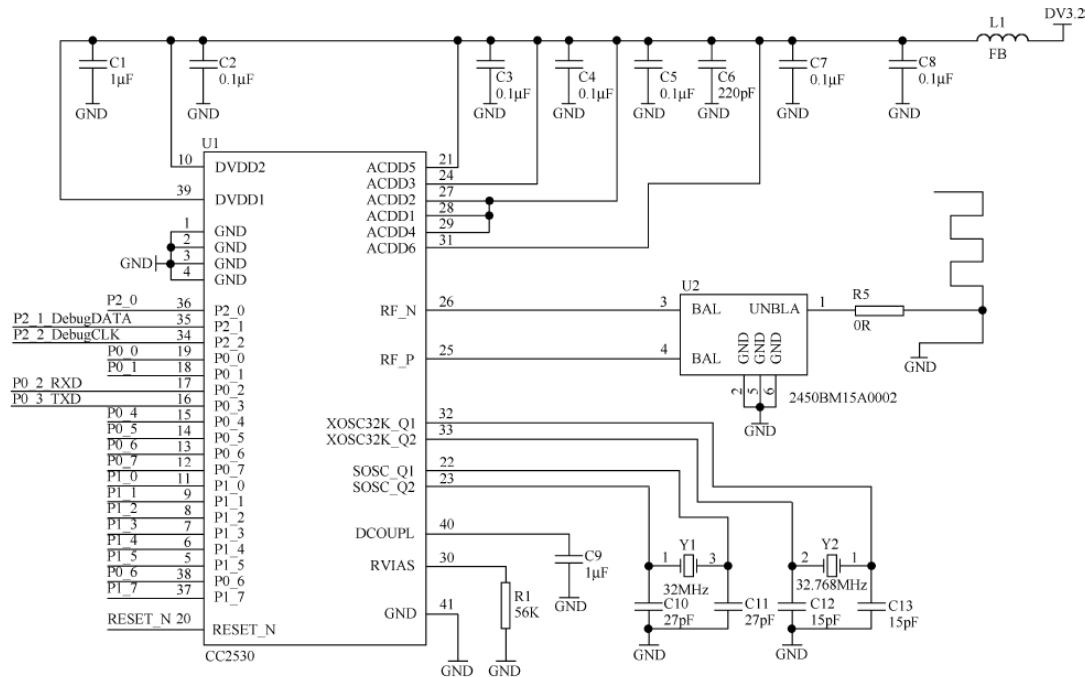 L1
DV3.2
FB
C1
1μF
GND
C2
0.1μF
GND
C3
0.1μF
GND
C4
0.1μF
GND
C5
0.1μF
GND
C6
220pF
GND
C7
0.1μF
GND
C8
0.1μF
GND
U1
10 DVDD2
39 DVDD1
1 GND
2 GND
3 GND
4 GND
GND
P2_0 36 P2_0
P2_1_DebugDATA 35 P2_1
P2_2_DebugCLK 34 P2_2
P0_0 19 P0_0
P0_1 18 P0_1
P0_2_RXD 17 P0_2
P0_3_TXD 16 P0_3
P0_4 15 P0_4
P0_5 14 P0_5
P0_6 13 P0_6
P0_7 12 P0_7
P1_0 11 P1_0
P1_1 9 P1_1
P1_2 8 P1_2
P1_3 7 P1_3
P1_4 6 P1_4
P1_5 5 P1_5
P0_6 38 P0_6
P1_7 37 P1_7
RESET_N 20 RESET_N
CC2530
ACDD5 21
ACDD3 24
ACDD2 27
ACDD1 28
ACDD4 29
ACDD6 31
RF_N 26
RF_P 25
XOSC32K_Q1 32
XOSC32K_Q2 33
SOSC_Q1 22
SOSC_Q2 23
DCOUPL 40
RVIAS 30
GND 41
GND
R1
56K
GND
C9
1μF
GND
U2
3 BAL
4 BAL
UNBLA 1
GND
GND
GND
2
5
6
2450BM15A0002
GND
R5
0R
GND
Y1
1
3
32MHz
C10
27pF
C11
27pF
GND
Y2
2
1
32.768MHz
C12
15pF
C13
15pF
GND